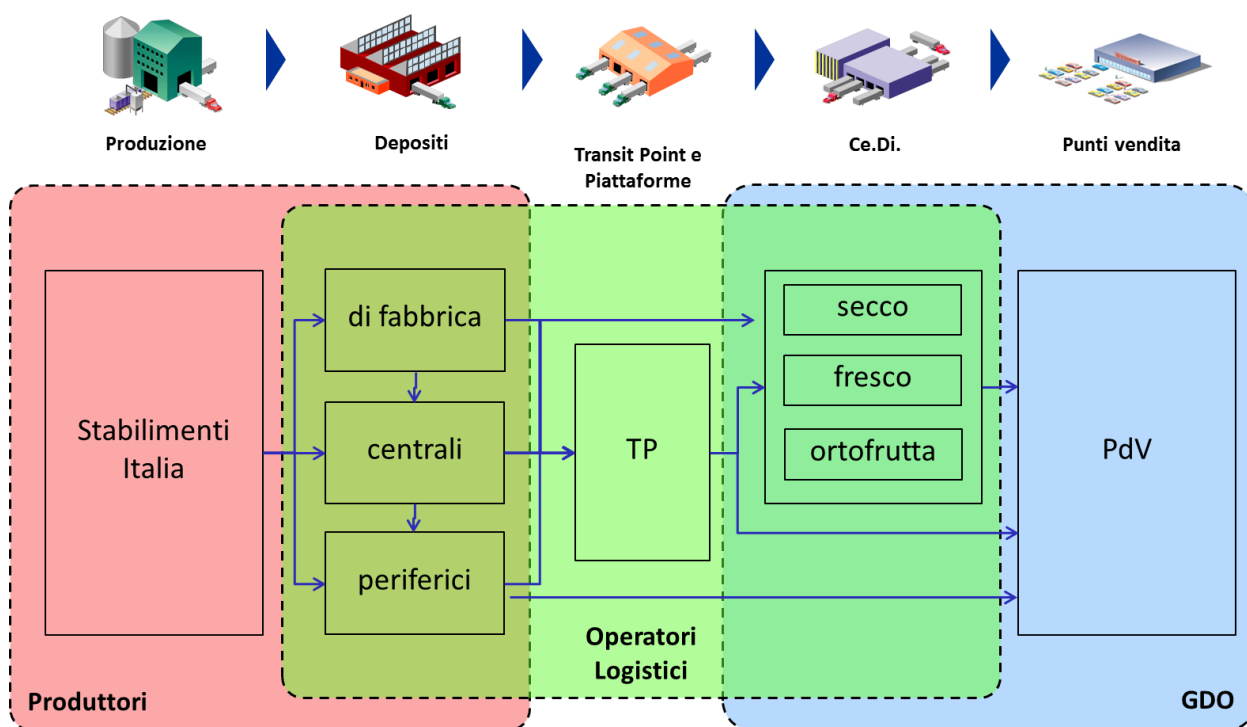 Produzione
Depositi
Transit Point e
Piattaforme
Ce.Di.
Punti vendita
Stabilimenti
Italia
di fabbrica
centrali
periferici
TP
secco
fresco
ortofrutta
PdV
Operatori
Logistici
Produttori
GDO